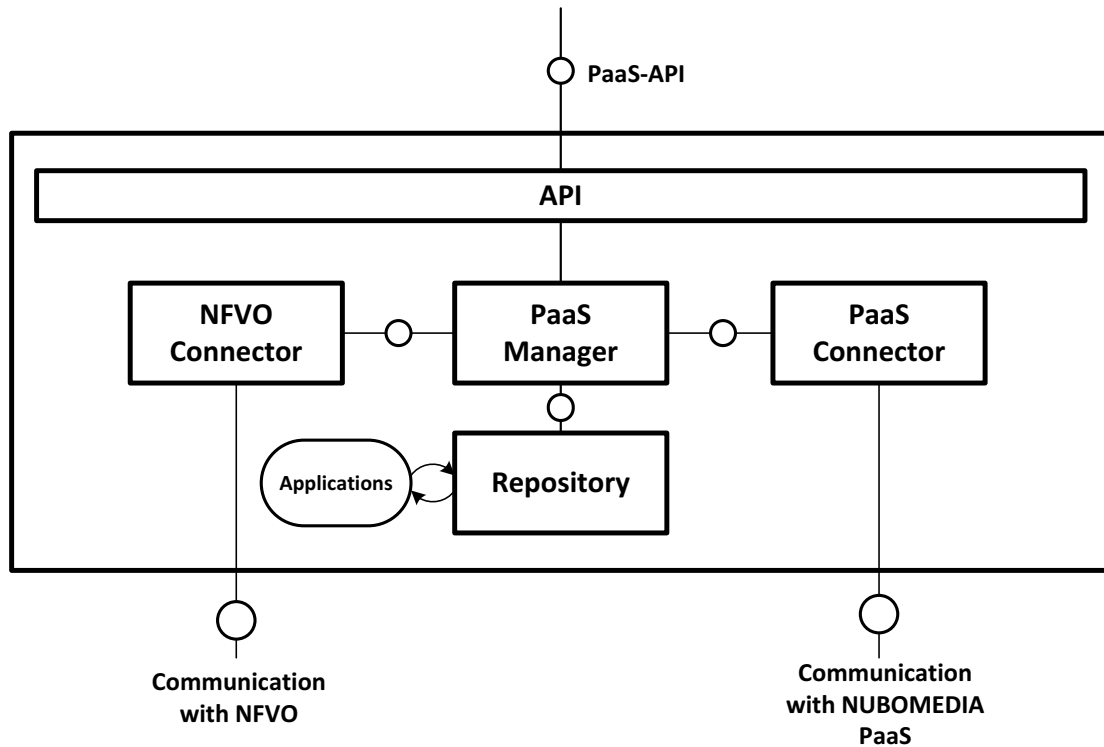 PaaS-API
API
NFVO
Connector
PaaS
Manager
PaaS
Connector
Applications
Repository
Communication
with NFVO
Communication
with NUBOMEDIA
PaaS